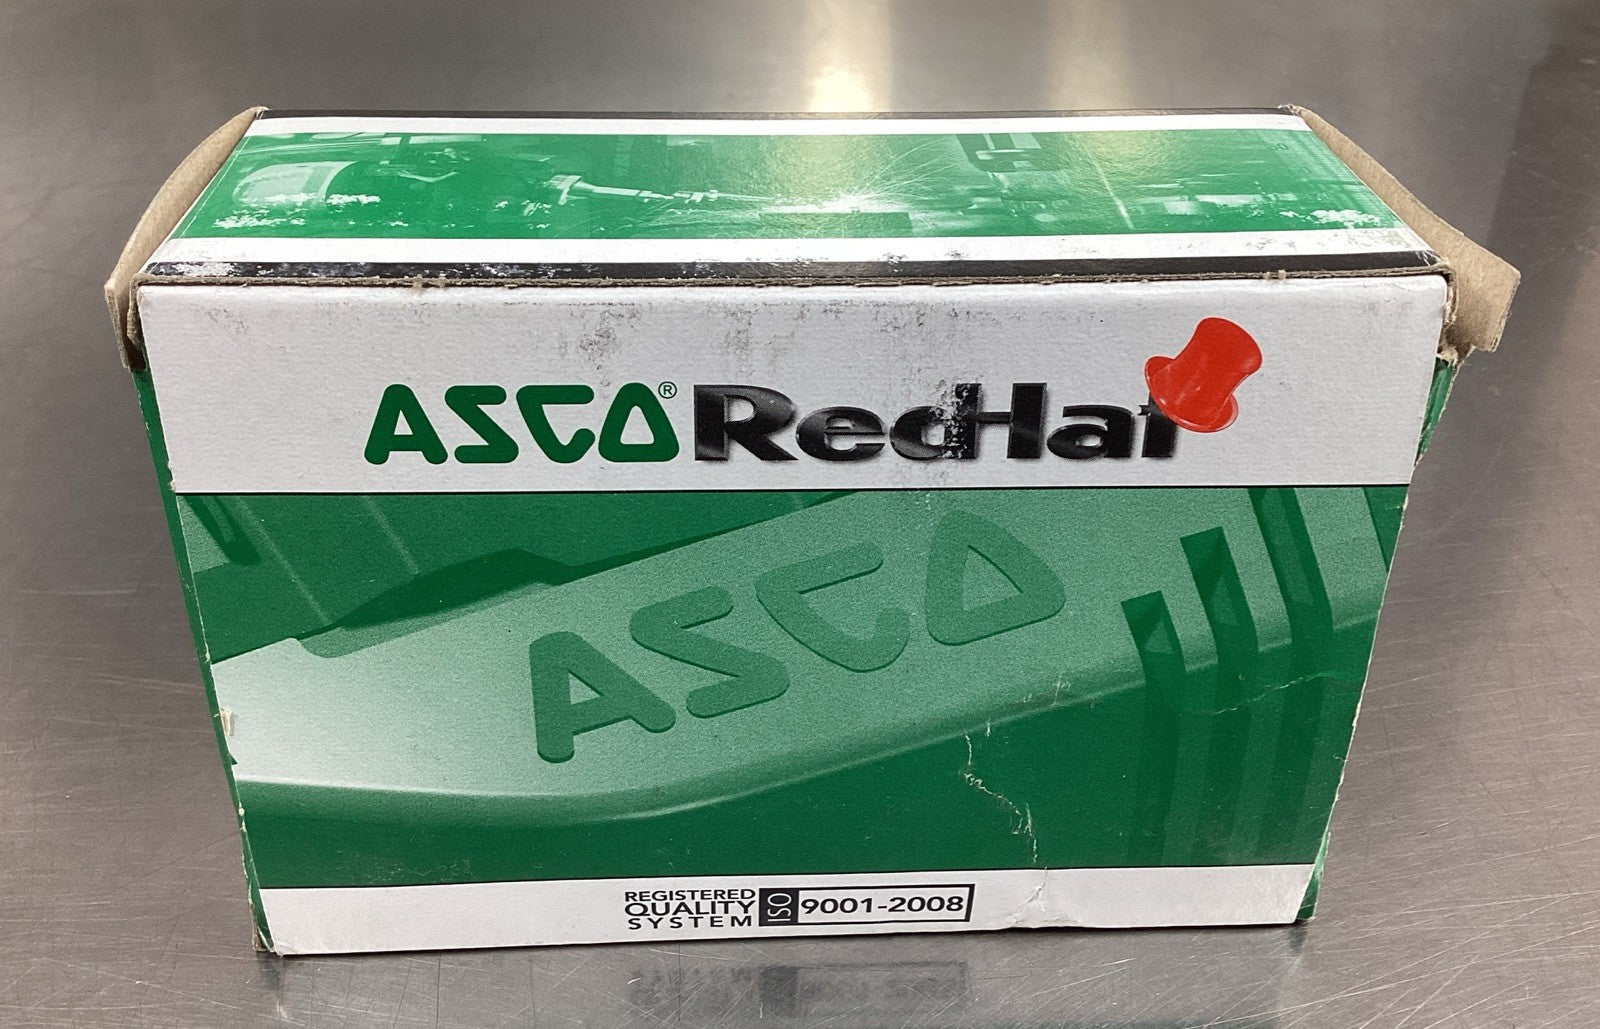 ASCO® RedHat
ASCO
REGISTERED
QUALITY
SYSTEM
ISO 9001-2008